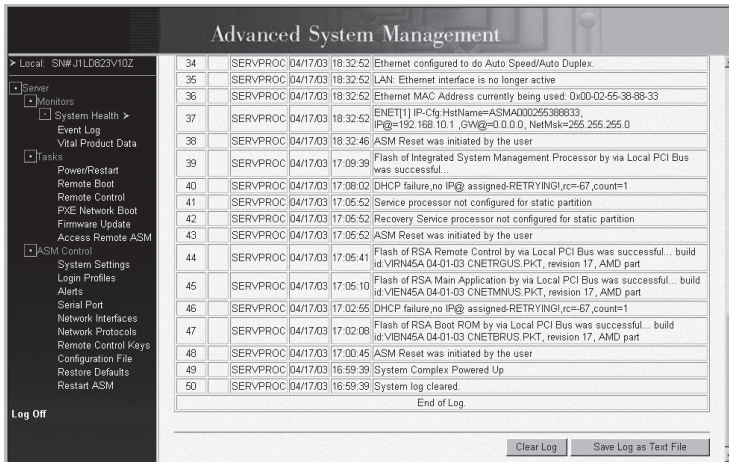 Advanced System Management
Local: SN# J1LD823V10Z
Server
Monitors
System Health
Event Log
Vital Product Data
Tasks
Power/Restart
Remote Boot
Remote Control
PXE Network Boot
Firmware Update
Access Remote ASM
ASM Control
System Settings
Login Profiles
Alerts
Serial Port
Network Interfaces
Network Protocols
Remote Control Keys
Configuration File
Restore Defaults
Restart ASM
Log Off
34 SERVPROC 04/17/03 18:32:52 Ethernet configured to do Auto Speed/Auto Duplex.
35 SERVPROC 04/17/03 18:32:52 LAN: Ethernet interface is no longer active
36 SERVPROC 04/17/03 18:32:52 Ethernet MAC Address currently being used: 0x00-02-55-38-88-33
37 SERVPROC 04/17/03 18:32:52 ENET[1] IP-Cfg:HstName=ASMA000255388833,
IP@=192.168.10.1 ,GW@=0.0.0.0, NetMsk=255.255.255.0
38 SERVPROC 04/17/03 18:32:46 ASM Reset was initiated by the user
39 SERVPROC 04/17/03 17:09:39 Flash of Integrated System Management Processor by via Local PCI Bus
was successful...
40 SERVPROC 04/17/03 17:08:02 DHCP failure,no IP@ assigned-RETRYING!,rc=-67,count=1
41 SERVPROC 04/17/03 17:05:52 Service processor not configured for static partition
42 SERVPROC 04/17/03 17:05:52 Recovery Service processor not configured for static partition
43 SERVPROC 04/17/03 17:05:52 ASM Reset was initiated by the user
44 SERVPROC 04/17/03 17:05:41 Flash of RSA Remote Control by via Local PCI Bus was successful... build
id:VIRN45A 04-01-03 CNETRGUS.PKT, revision 17, AMD part
45 SERVPROC 04/17/03 17:05:10 Flash of RSA Main Application by via Local PCI Bus was successful... build
id:VIEN45A 04-01-03 CNETMNUS.PKT, revision 17, AMD part
46 SERVPROC 04/17/03 17:02:55 DHCP failure,no IP@ assigned-RETRYING!,rc=-67,count=1
47 SERVPROC 04/17/03 17:02:08 Flash of RSA Boot ROM by via Local PCI Bus was successful... build
id:VIBN45A 04-01-03 CNETBRUS.PKT, revision 17, AMD part
48 SERVPROC 04/17/03 17:00:45 ASM Reset was initiated by the user
49 SERVPROC 04/17/03 16:59:39 System Complex Powered Up
50 SERVPROC 04/17/03 16:59:39 System log cleared.
End of Log.
Clear Log Save Log as Text File